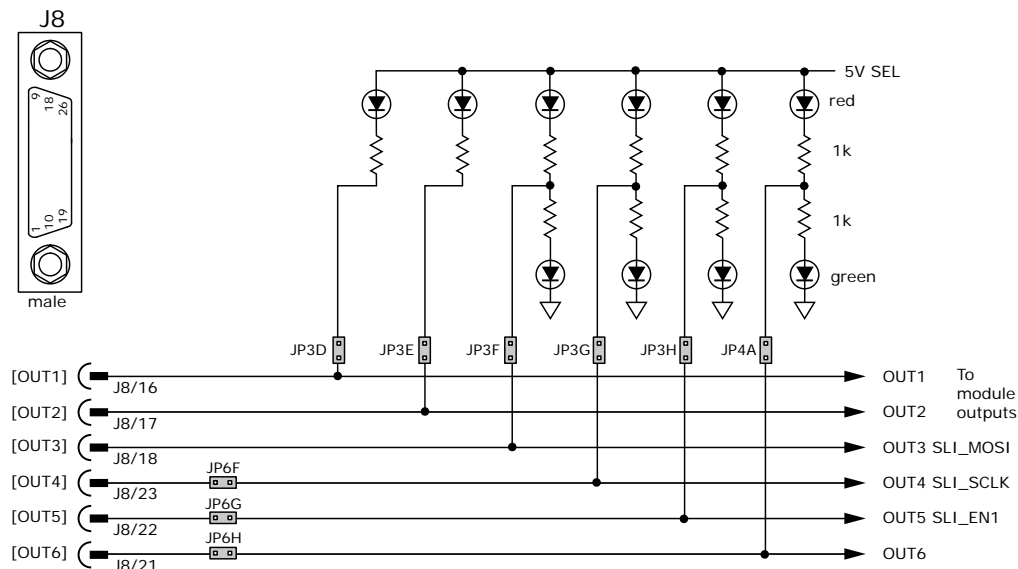 J8
9
18
26
1
10
19
male
5V SEL
red
1k
1k
green
JP3D
JP3E
JP3F
JP3G
JP3H
JP4A
[OUT1]
J8/16
OUT1
To
module
outputs
[OUT2]
J8/17
OUT2
[OUT3]
J8/18
OUT3 SLI_MOSI
JP6F
[OUT4]
J8/23
OUT4 SLI_SCLK
JP6G
[OUT5]
J8/22
OUT5 SLI_EN1
JP6H
[OUT6]
J8/21
OUT6